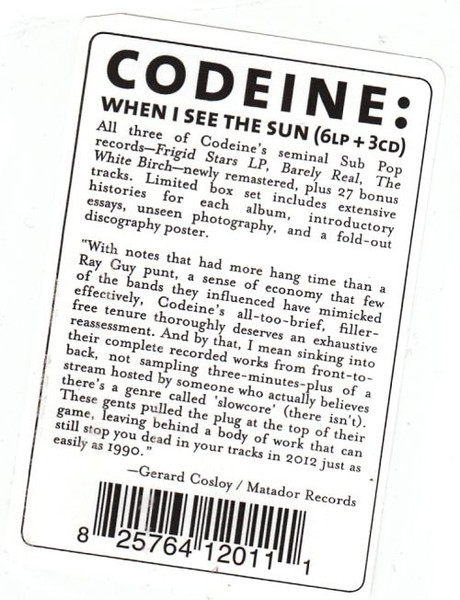 CODEINE:
WHEN I SEE THE SUN (6LP + 3CD)
All three of Codeine's seminal Sub Pop
records—Frigid Stars LP, Barely Real, The
White Birch—newly remastered, plus 27 bonus
tracks. Limited box set includes extensive
histories for each album, introductory
essays, unseen photography, and a fold-out
discography poster.
"With notes that had more hang time than a
Ray Guy punt, a sense of economy that few
of the bands they influenced have mimicked
effectively, Codeine's all-too-brief, filler-
free tenure thoroughly deserves an exhaustive
reassessment. And by that, I mean sinking into
their complete recorded works from front-to-
back, not sampling three-minutes-plus of a
stream hosted by someone who actually believes
there's a genre called 'slowcore' (there isn't).
These gents pulled the plug at the top of their
game, leaving behind a body of work that can
still stop you dead in your tracks in 2012 just as
easily as 1990."
—Gerard Cosloy / Matador Records
8 25764 12011 1